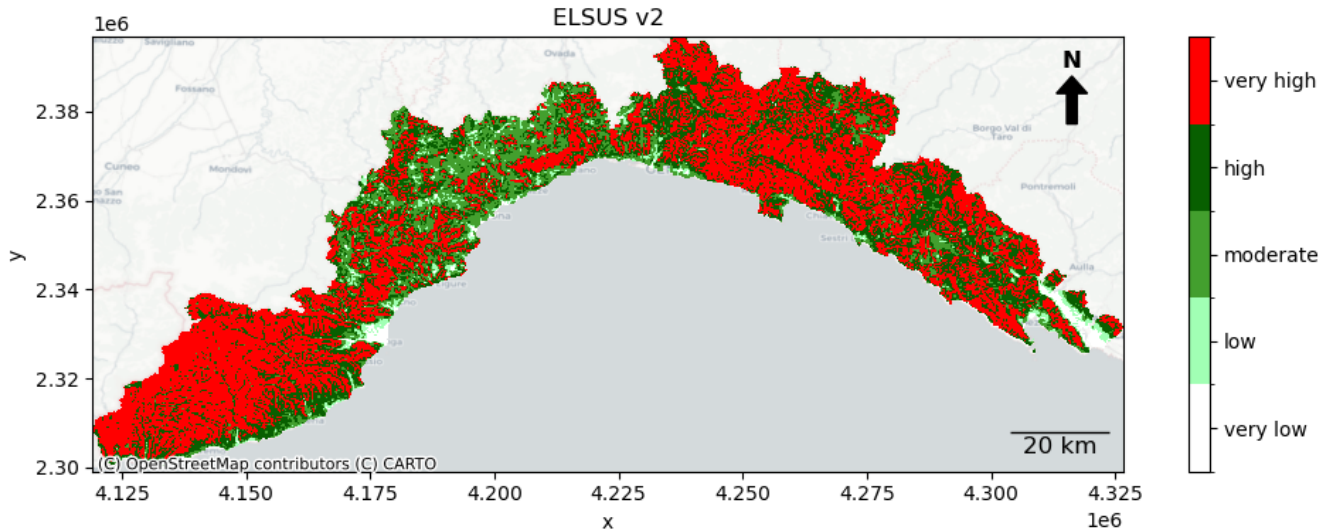 ELSUS v2
1e6
Savigliano
Ovada
N
Fossano
2.38
Borgo Val di
Taro
Cuneo
Mondovì
Pontremoli
2.36
y
Aulla
2.34
2.32
20 km
2.30
(C) OpenStreetMap contributors (C) CARTO
4.125
4.150
4.175
4.200
4.225
4.250
4.275
4.300
4.325
x
1e6
very high
high
moderate
low
very low